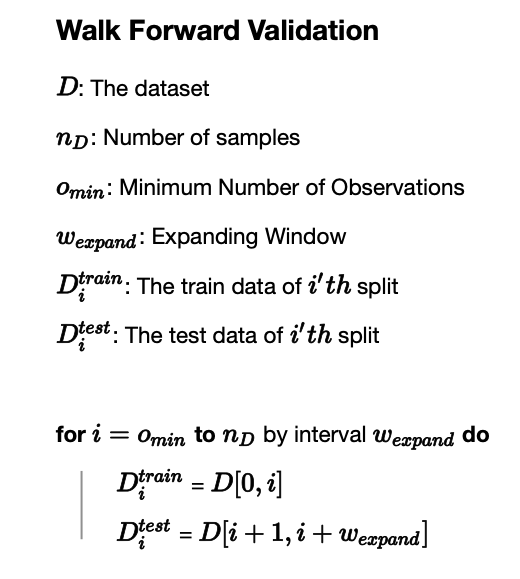 Walk Forward Validation
D: The dataset
n_D: Number of samples
o_{min}: Minimum Number of Observations
w_{expand}: Expanding Window
D_i^{train}: The train data of i'th split
D_i^{test}: The test data of i'th split
for i = o_{min} to n_D by interval w_{expand} do
D_i^{train} = D[0, i]
D_i^{test} = D[i + 1, i + w_{expand}]